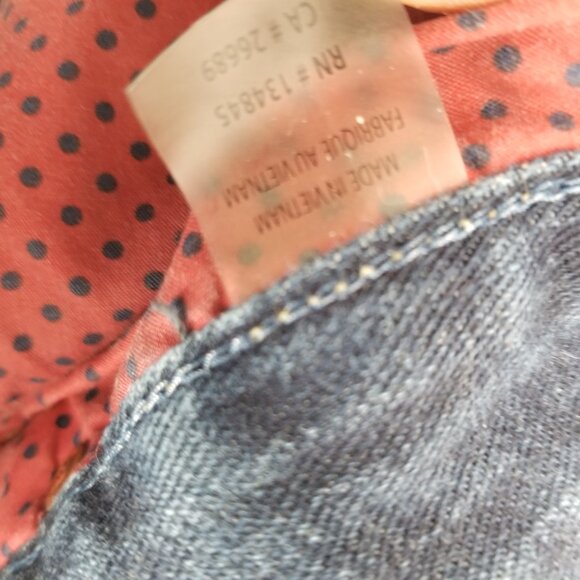 MADE IN VIETNAM
FABRIQUE AU VIETNAM
RN # 134845
CA # 26689